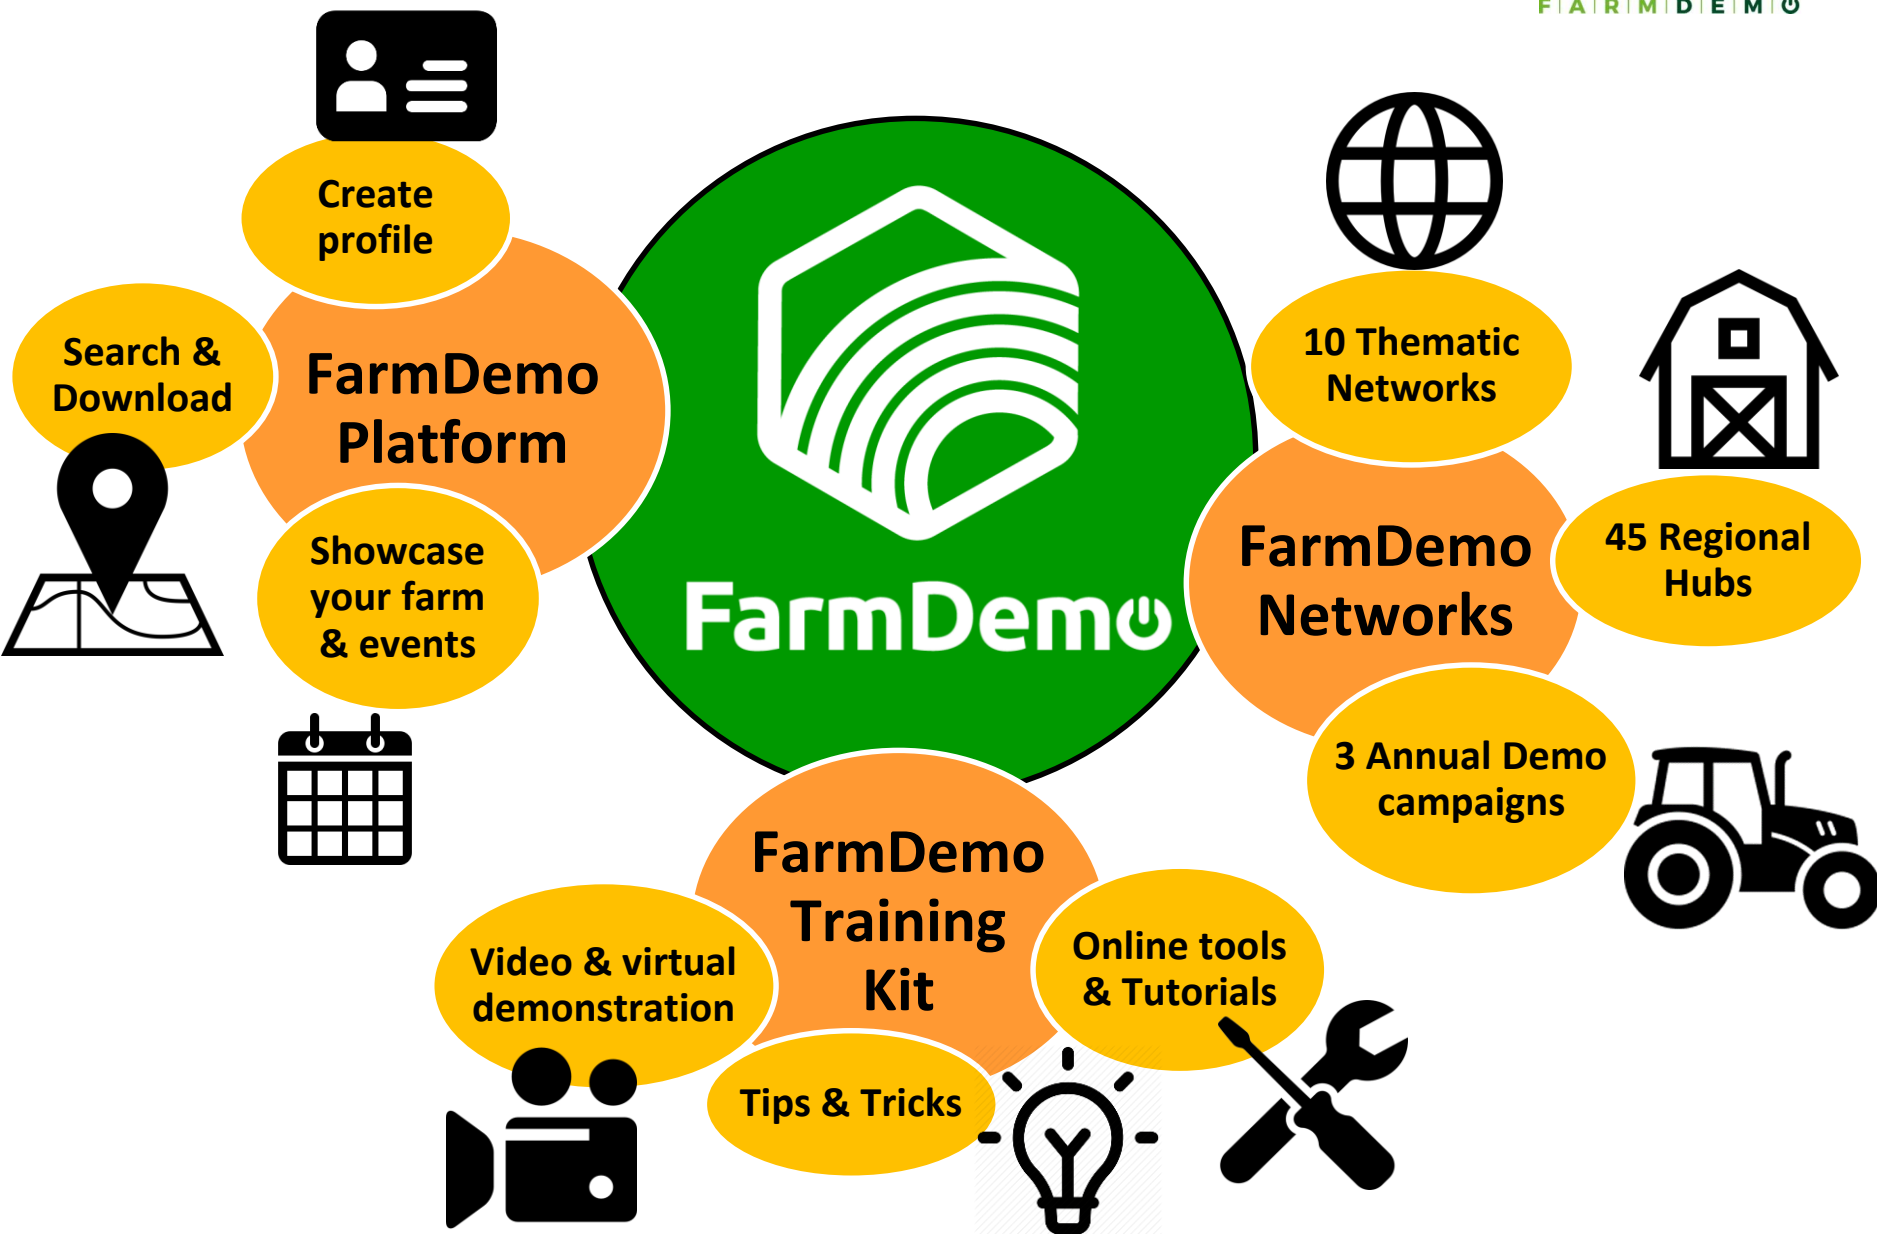 F|A|R|M|D|E|M|O
Create
profile
Search &
Download
FarmDemo
Platform
Showcase
your farm
& events
FarmDemo
10 Thematic
Networks
FarmDemo
Networks
45 Regional
Hubs
3 Annual Demo
campaigns
FarmDemo
Training
Kit
Video & virtual
demonstration
Tips & Tricks
Online tools
& Tutorials